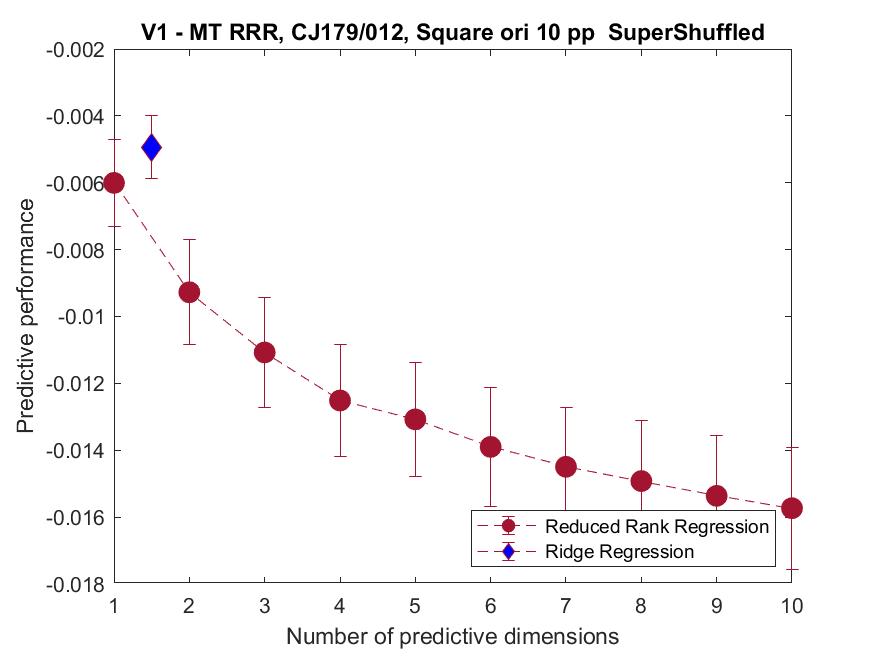 V1 - MT RRR, CJ179/012, Square ori 10 pp  SuperShuffled
-0.002
-0.004
-0.006
-0.008
-0.01
-0.012
-0.014
-0.016
-0.018
Predictive performance
Reduced Rank Regression
Ridge Regression
1 2 3 4 5 6 7 8 9 10
Number of predictive dimensions